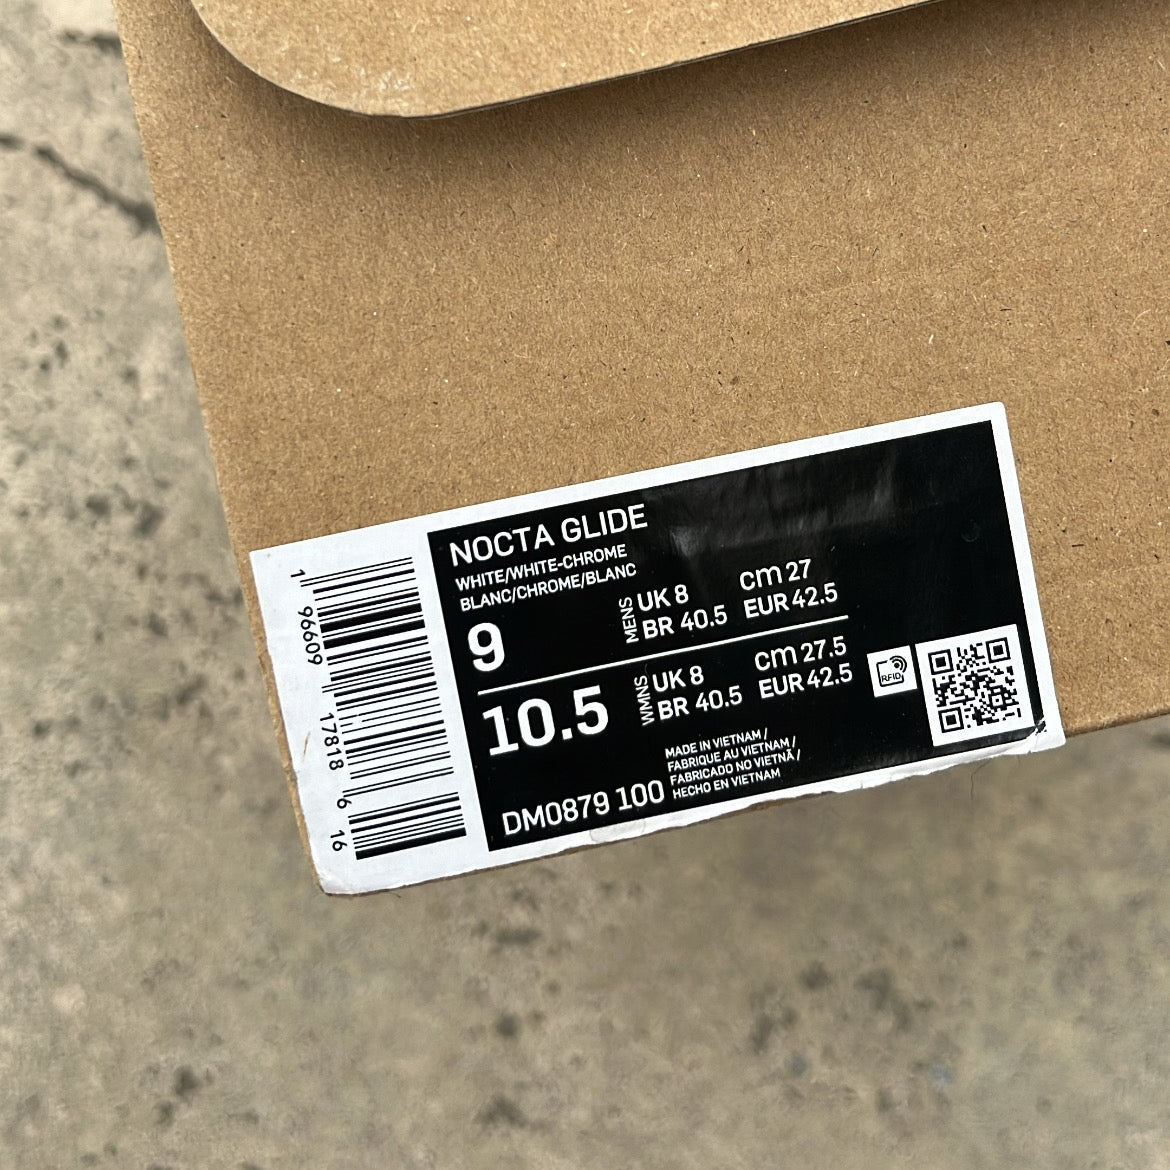 NOCTA GLIDE
WHITE/WHITE-CHROME
BLANC/CHROME/BLANC
9
MENS
UK 8
cm 27
BR 40.5
EUR 42.5
10.5
WMNS
UK 8
cm 27.5
BR 40.5
EUR 42.5
RFID
MADE IN VIETNAM /
FABRIQUE AU VIETNAM /
FABRICADO NO VIETNÃ /
HECHO EN VIETNAM
DM0879 100
1 96609 17818 6 16